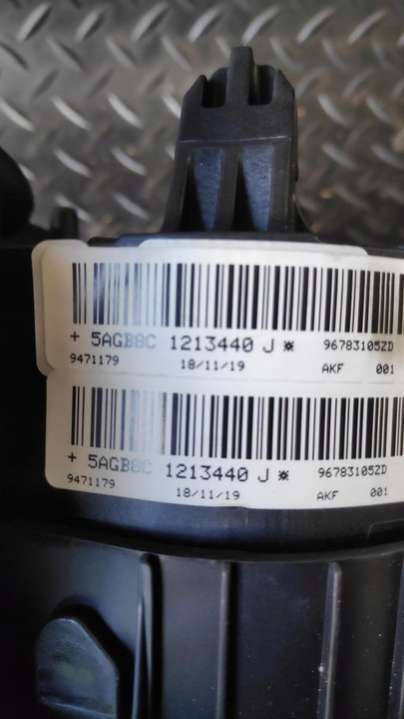 + 5AGB8C 1213440 J ※ 96783105ZD
9471179 18/11/19 AKF 001
+ 5AGB8C 1213440 J ※ 96783105ZD
9471179 18/11/19 AKF 001